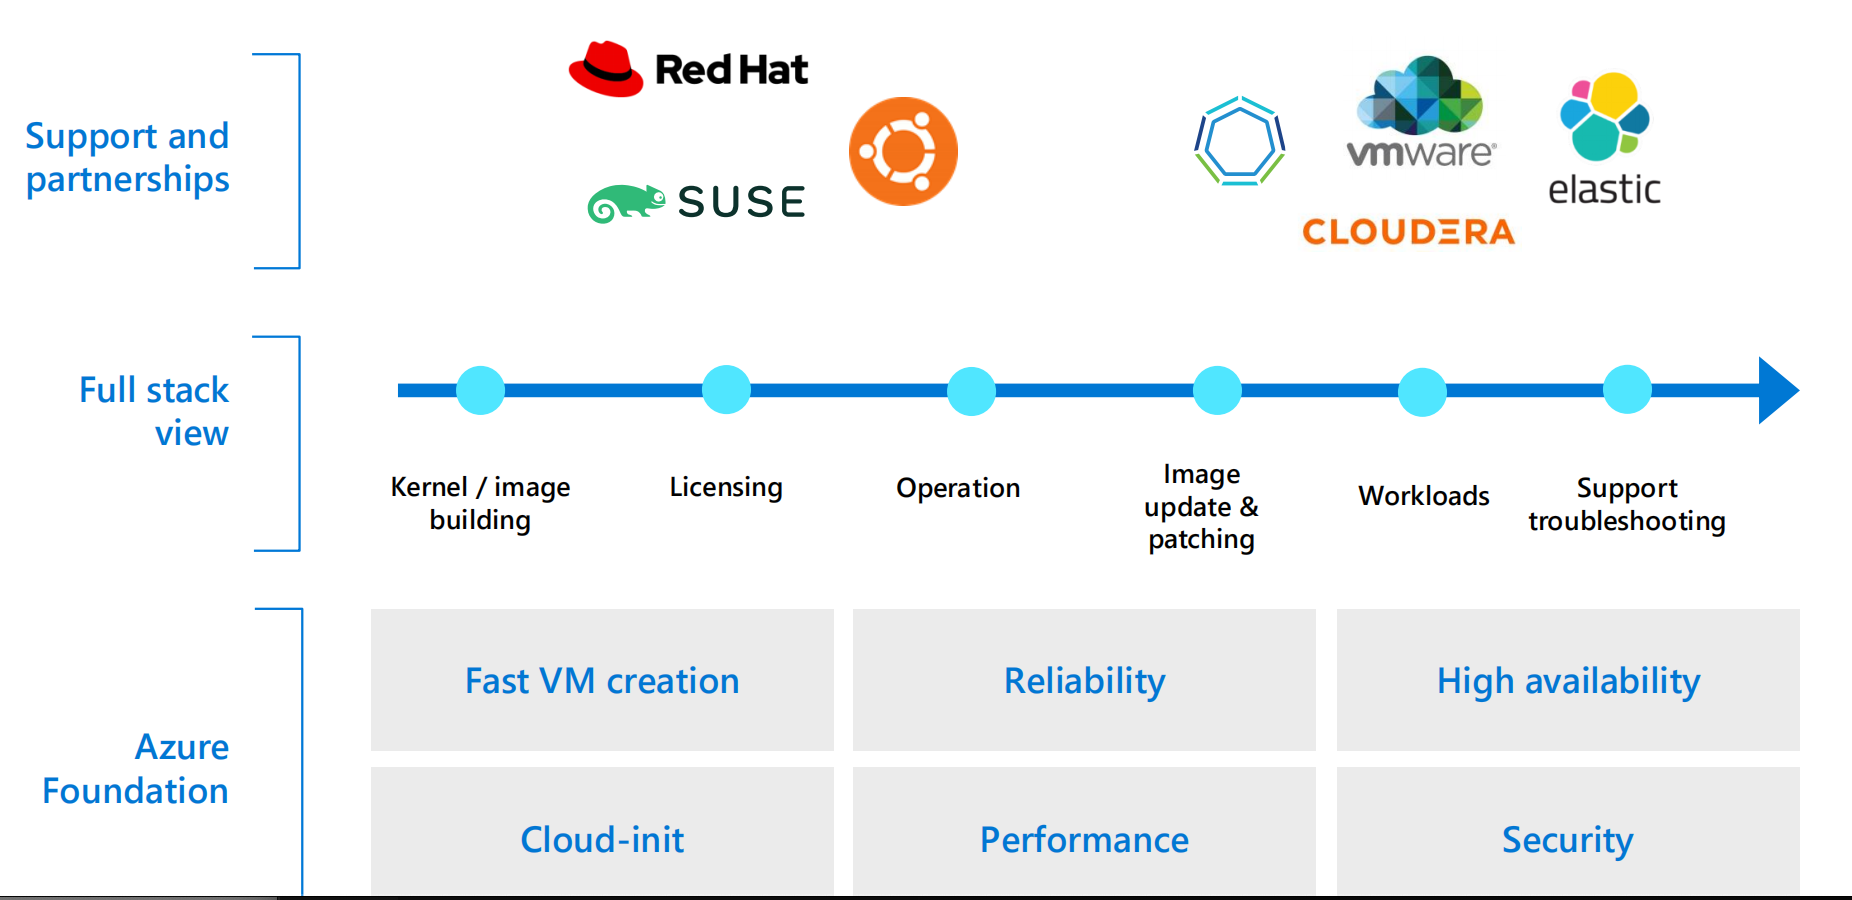 Support and
partnerships
Red Hat
SUSE
vmware®
CLOUDERA
elastic
Full stack
view
Kernel / image
building
Licensing
Operation
Image
update &
patching
Workloads
Support
troubleshooting
Azure
Foundation
Fast VM creation
Reliability
High availability
Cloud-init
Performance
Security